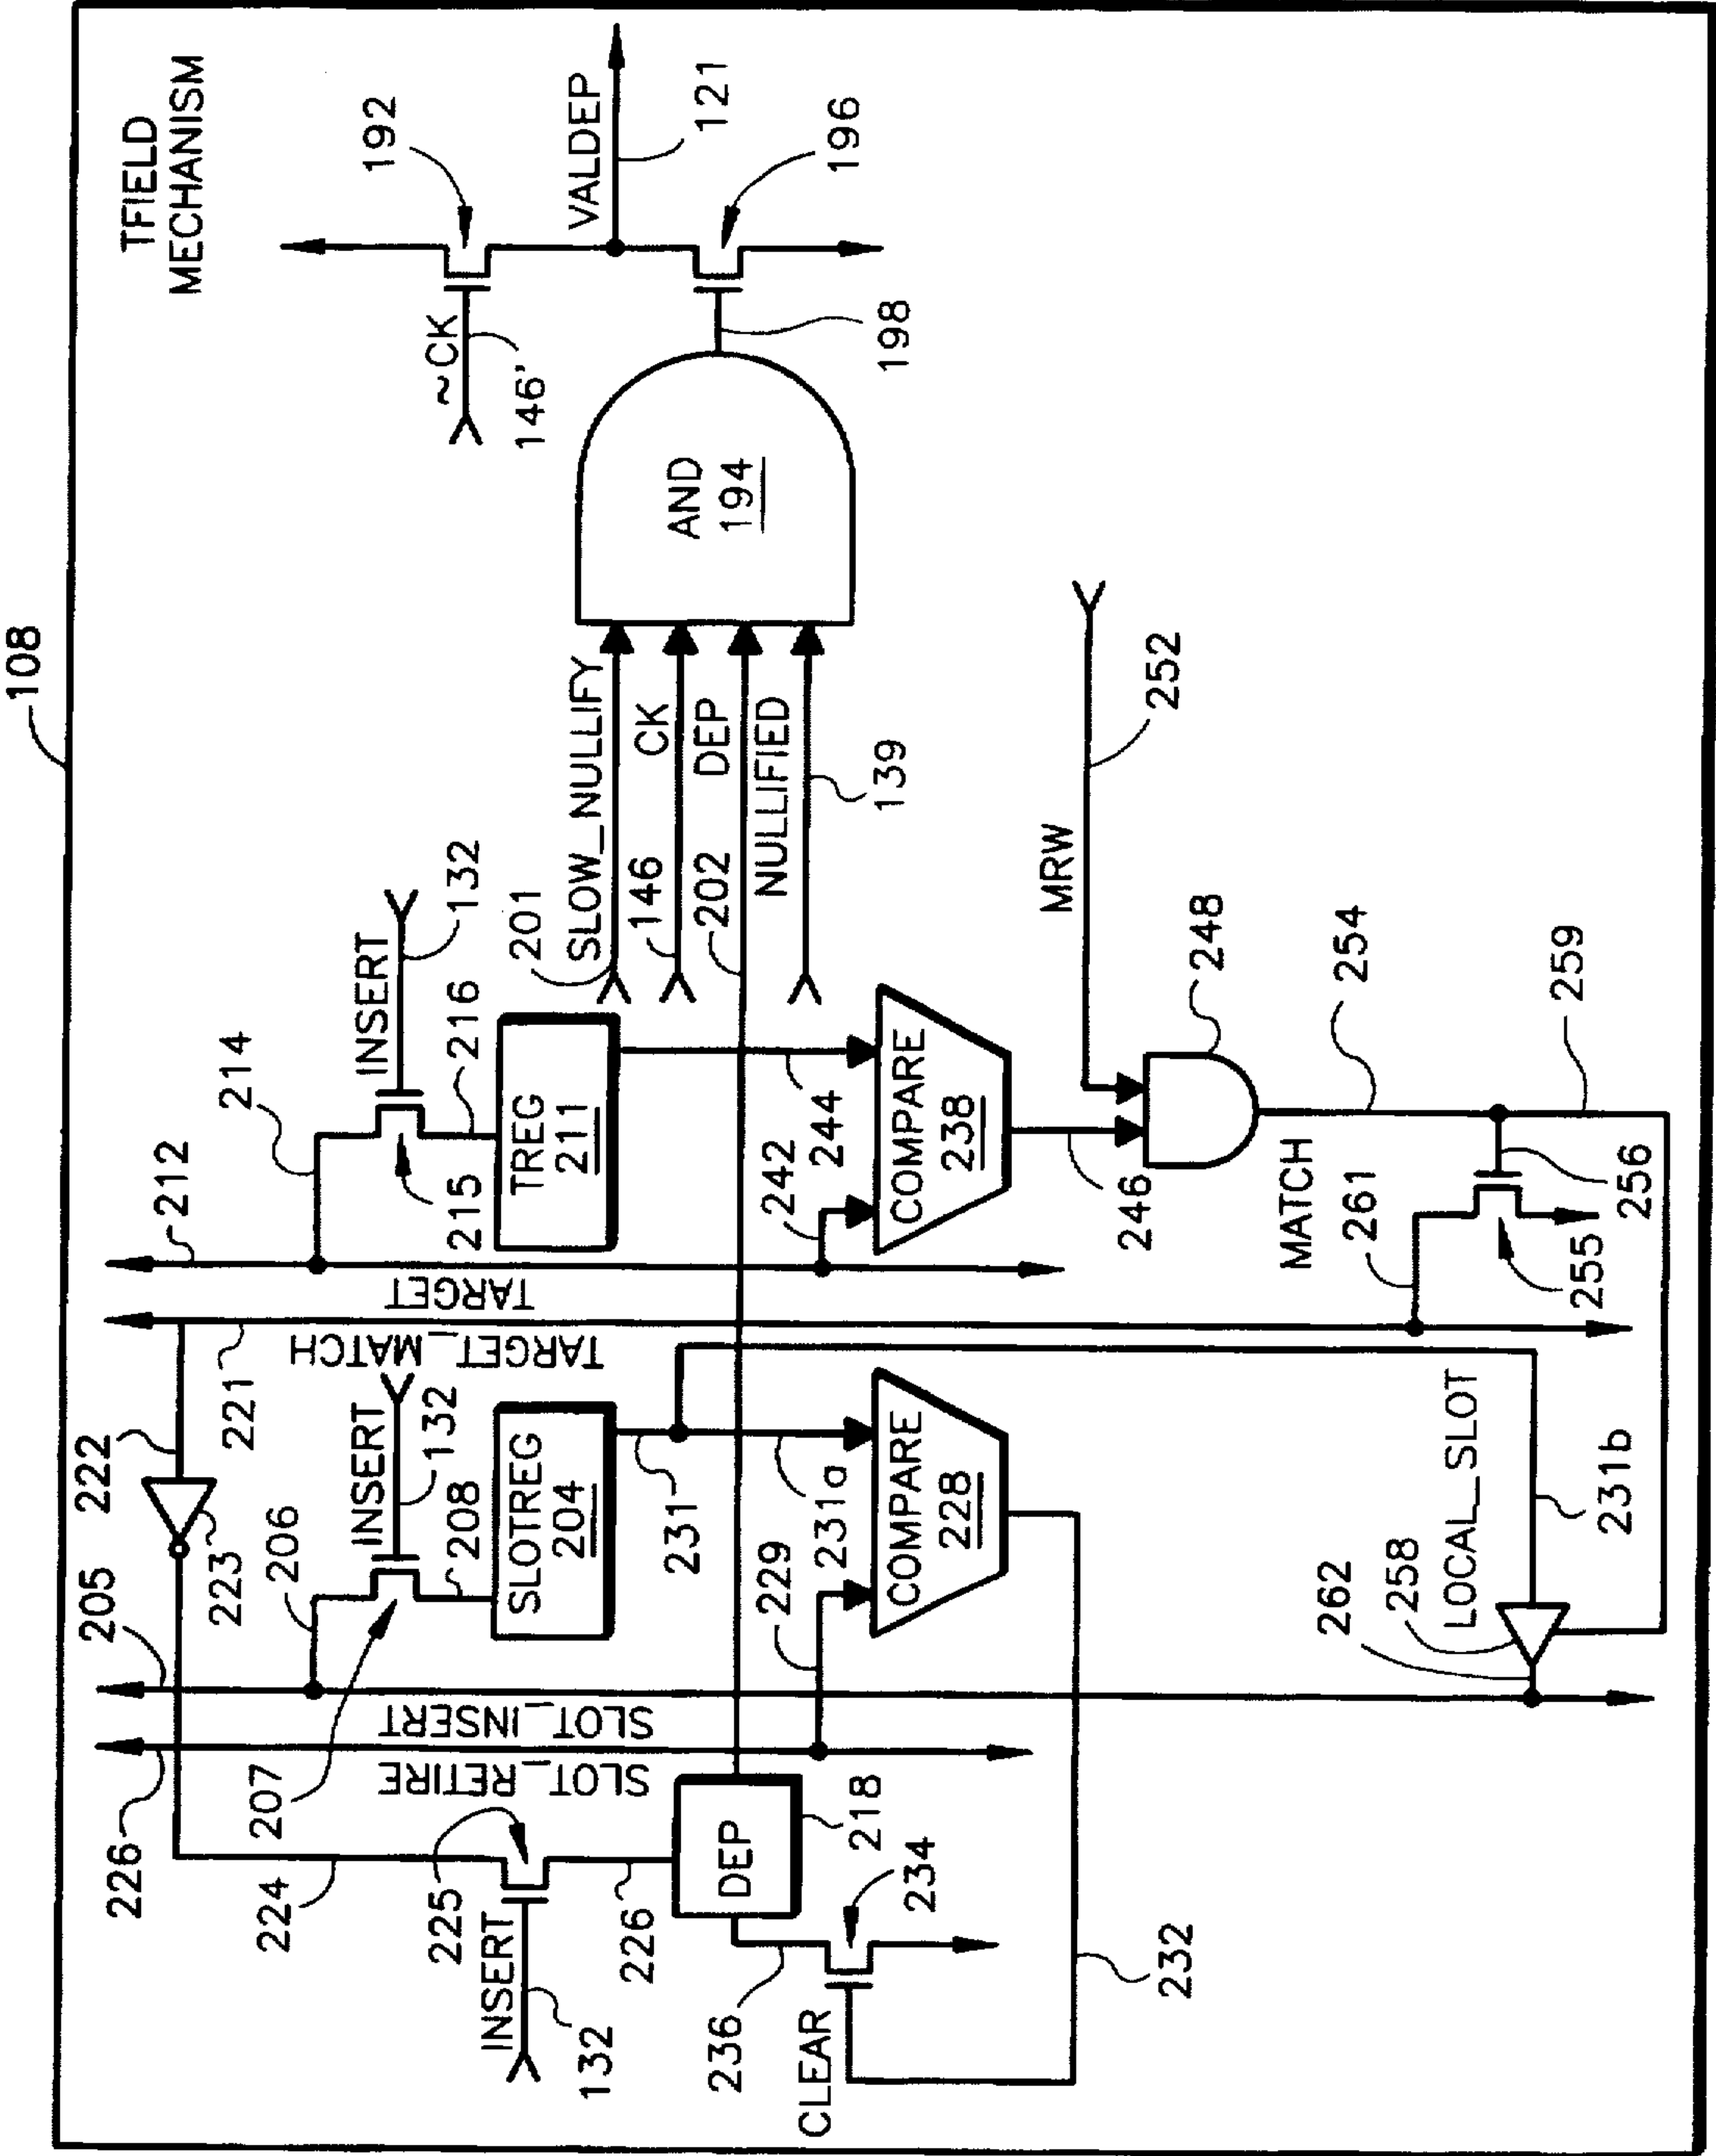 108
TFIELD
MECHANISM
192
~CK
146'
VALDEP
121
196
198
AND
194
SLOW_NULLIFY
201
CK
146
DEP
202
NULLIFIED
139
INSERT
132
214
216
212
215
TREG
211
TARGET
242
244
COMPARE
238
246
MRW
252
248
254
259
MATCH
261
256
255
TARGET_MATCH
221
222
223
INSERT
132
205
206
208
207
SLOTREG
204
231
231a
229
COMPARE
228
LOCAL_SLOT
231b
258
262
SLOT_INSERT
SLOT_RETIRE
226
224
225
INSERT
132
226
DEP
218
234
236
CLEAR
232